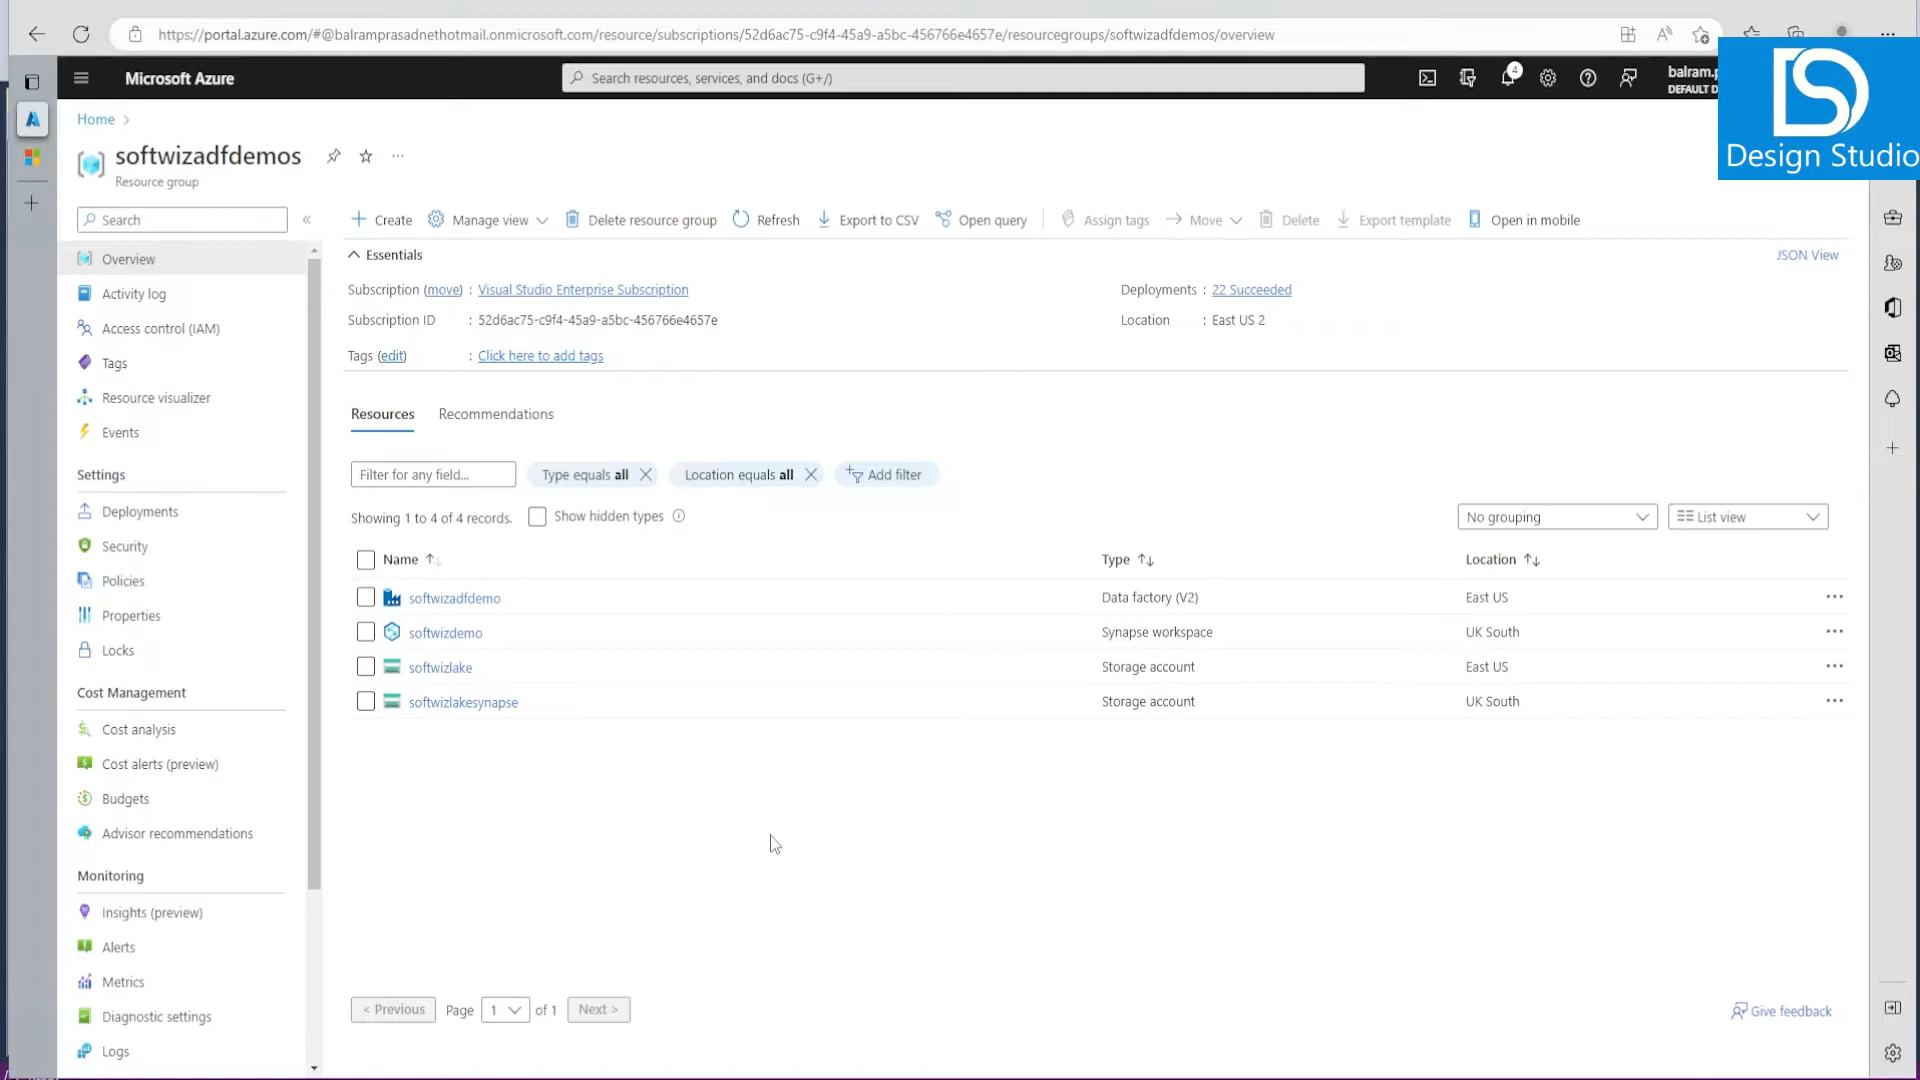 https://portal.azure.com/#@balramprasadnethotmail.onmicrosoft.com/resource/subscriptions/52d6ac75-c9f4-45a9-a5bc-456766e4657e/resourcegroups/softwizadfdemos/overview
Microsoft Azure
Search resources, services, and docs (G+/)
4
balram.p
DEFAULT D
Design Studio
Home
softwizadfdemos
Resource group
Search
Create
Manage view
Delete resource group
Refresh
Export to CSV
Open query
Assign tags
Move
Delete
Export template
Open in mobile
Overview
Activity log
Access control (IAM)
Tags
Resource visualizer
Events
Settings
Deployments
Security
Policies
Properties
Locks
Cost Management
Cost analysis
Cost alerts (preview)
Budgets
Advisor recommendations
Monitoring
Insights (preview)
Alerts
Metrics
Diagnostic settings
Logs
Essentials
JSON View
Subscription (move) : Visual Studio Enterprise Subscription
Deployments : 22 Succeeded
Subscription ID : 52d6ac75-c9f4-45a9-a5bc-456766e4657e
Location : East US 2
Tags (edit) : Click here to add tags
Resources
Recommendations
Filter for any field...
Type equals all
Location equals all
Add filter
Showing 1 to 4 of 4 records.
Show hidden types
No grouping
List view
Name Type Location
softwizadfdemo Data factory (V2) East US
softwizdemo Synapse workspace UK South
softwizlake Storage account East US
softwizlakesynapse Storage account UK South
< Previous
Page 1 of 1
Next >
Give feedback